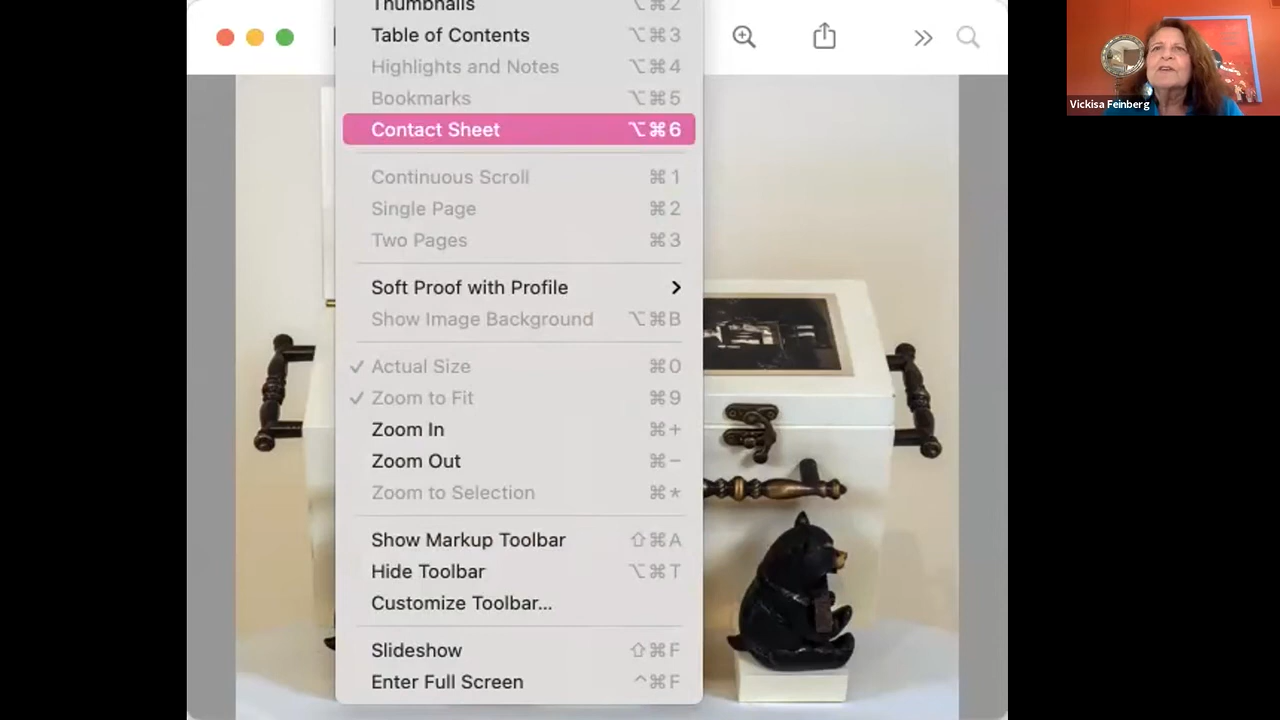 Thumbnails ⌥⌘2
Table of Contents ⌥⌘3
Highlights and Notes ⌥⌘4
Bookmarks ⌥⌘5
Contact Sheet ⌥⌘6
Continuous Scroll ⌘1
Single Page ⌘2
Two Pages ⌘3
Soft Proof with Profile
Show Image Background ⌥⌘B
Actual Size ⌘0
Zoom to Fit ⌘9
Zoom In ⌘+
Zoom Out ⌘−
Zoom to Selection ⌘*
Show Markup Toolbar ⇧⌘A
Hide Toolbar ⌥⌘T
Customize Toolbar...
Slideshow ⇧⌘F
Enter Full Screen ^⌘F
Vickisa Feinberg